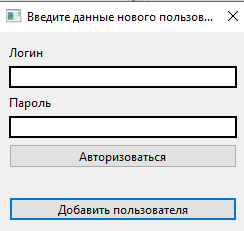 Введите данные нового пользов...
Логин
Пароль
Авторизоваться
Добавить пользователя